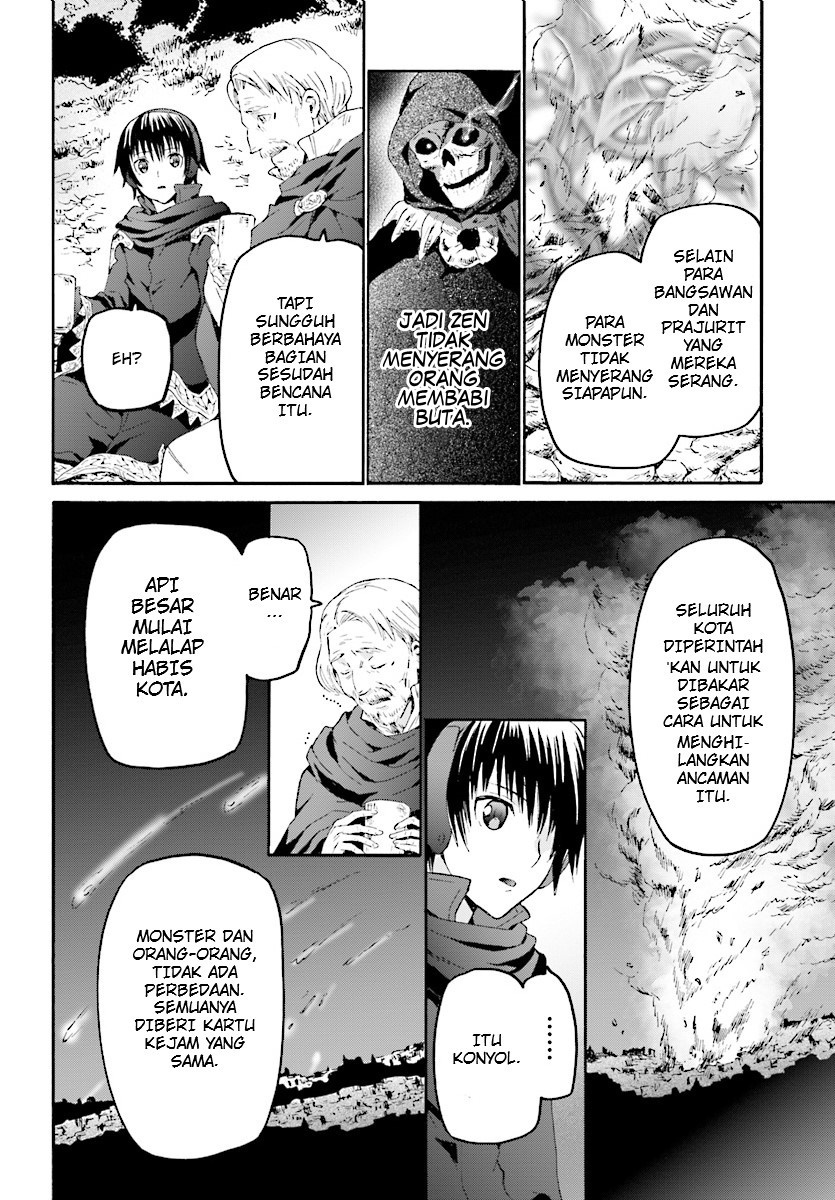 SELAIN
PARA
BANGSAWAN
DAN
PRAJURIT
YANG
MEREKA
SERANG.
PARA
MONSTER
TIDAK
MENYERANG
SIAPAPUN.
JADI ZEN
TIDAK
MENYERANG
ORANG
MEMBABI
BUTA.
TAPI
SUNGGUH
BERBAHAYA
BAGIAN
SESUDAH
BENCANA
ITU.
EH?
SELURUH
KOTA
DIPERINTAH
'KAN UNTUK
DIBAKAR
SEBAGAI
CARA UNTUK
MENGHI-
LANGKAN
ANCAMAN
ITU.
......
ITU
KONYOL.
BENAR
...
API
BESAR
MULAI
MELALAP
HABIS
KOTA.
MONSTER DAN
ORANG-ORANG,
TIDAK ADA
PERBEDAAN.
SEMUANYA
DIBERI KARTU
KEJAM YANG
SAMA.